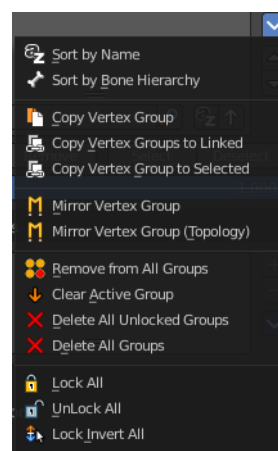 Sort by Name
Sort by Bone Hierarchy
Copy Vertex Group
Copy Vertex Groups to Linked
Copy Vertex Group to Selected
Mirror Vertex Group
Mirror Vertex Group (Topology)
Remove from All Groups
Clear Active Group
Delete All Unlocked Groups
Delete All Groups
Lock All
UnLock All
Lock Invert All